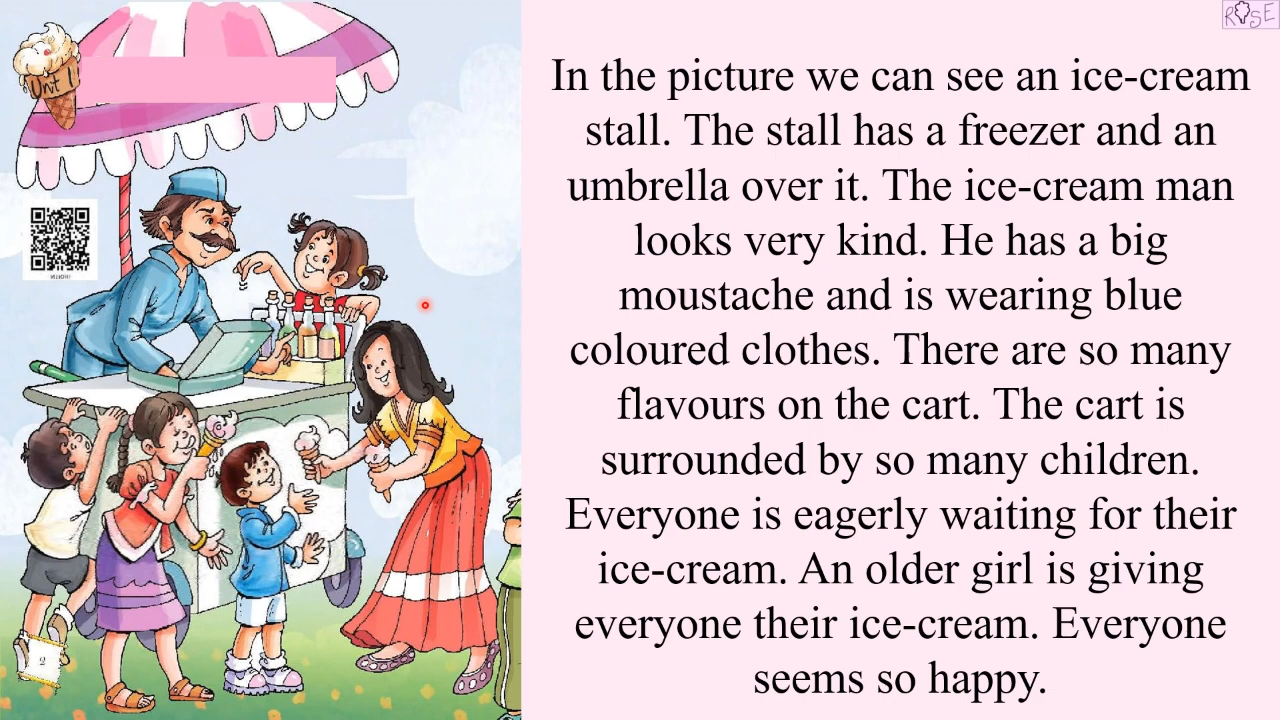 ROSE
Unit 1
In the picture we can see an ice-cream
stall. The stall has a freezer and an
umbrella over it. The ice-cream man
looks very kind. He has a big
moustache and is wearing blue
coloured clothes. There are so many
flavours on the cart. The cart is
surrounded by so many children.
Everyone is eagerly waiting for their
ice-cream. An older girl is giving
everyone their ice-cream. Everyone
seems so happy.
2